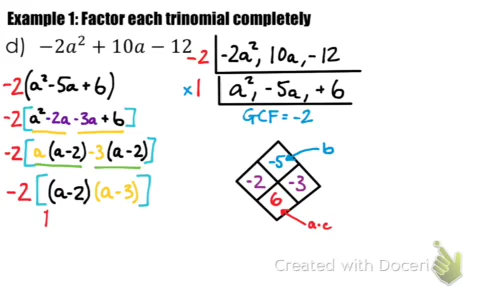 Example 1: Factor each trinomial completely
d) −2a² + 10a − 12
-2 | -2a², 10a, -12
×1 | a², -5a, +6
GCF = -2
-2(a²-5a+6)
-2[a²-2a-3a+6]
-2[a(a-2)-3(a-2)]
-2[(a-2)(a-3)]
1
b
-5
-2 -3
6
a·c
Created with Doceri